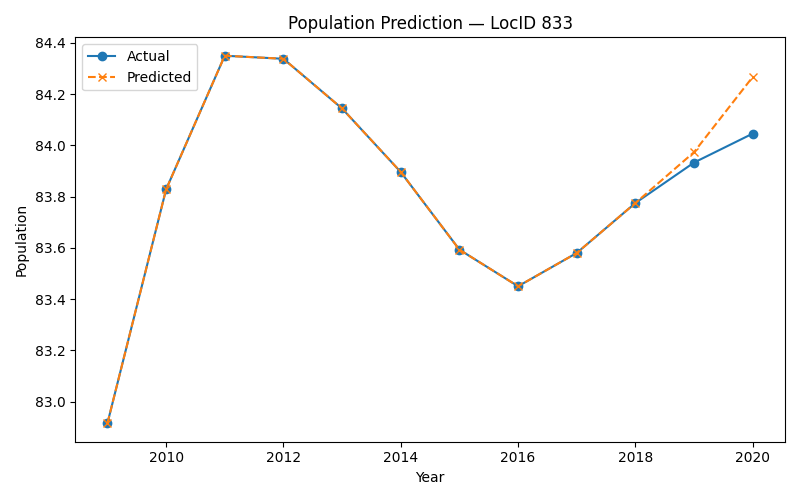 Population Prediction — LocID 833
Actual
Predicted
Population
84.4
84.2
84.0
83.8
83.6
83.4
83.2
83.0
2010 2012 2014 2016 2018 2020
Year